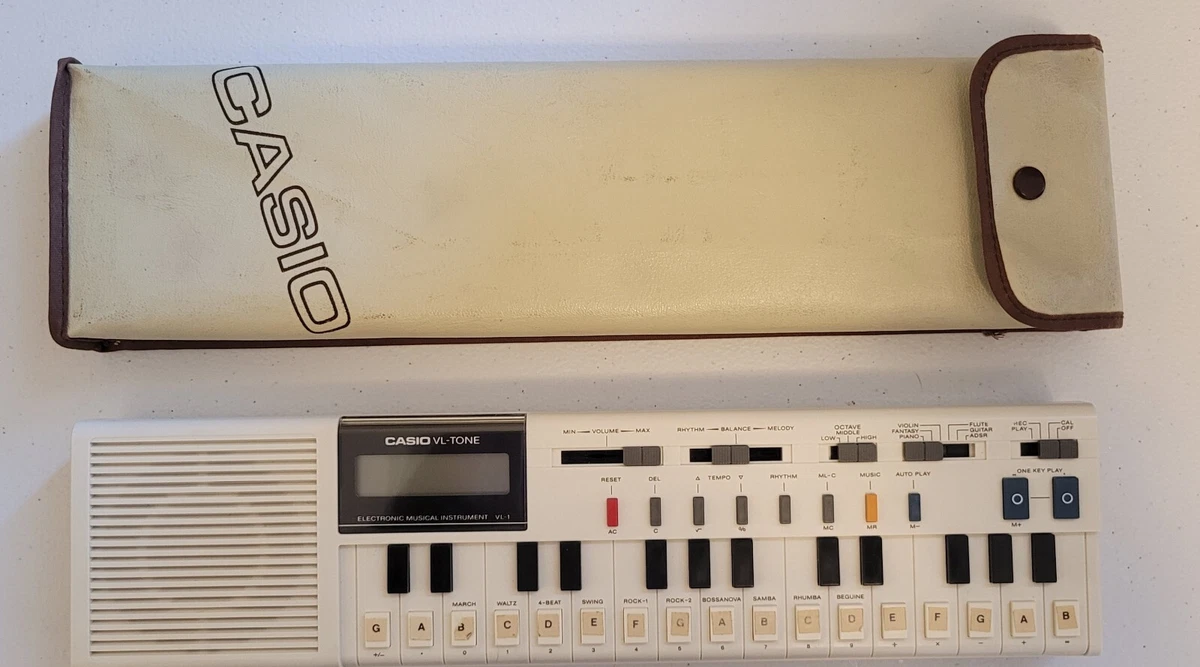 CASIO
CASIO VL-TONE
ELECTRONIC MUSICAL INSTRUMENT VL-1
MIN VOLUME MAX
RHYTHM BALANCE MELODY
OCTAVE
MIDDLE
LOW HIGH
VIOLIN FLUTE
FANTASY GUITAR
PIANO ADSR
REC CAL
PLAY OFF
RESET DEL △ TEMPO ▽ RHYTHM ML-C MUSIC AUTO PLAY ONE KEY PLAY
AC C √ % MC MR M- M+
MARCH WALTZ 4-BEAT SWING ROCK-1 ROCK-2 BOSSANOVA SAMBA RHUMBA BEGUINE
G A B C D E F G A B C D E F G A B
+/− · 0 1 2 3 4 5 6 7 8 9 + × − ÷ =